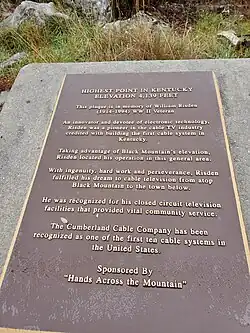 HIGHEST POINT IN KENTUCKY
ELEVATION 4,139 FEET
This plaque is in memory of William Risden
(1914-1994) WW II Veteran
An innovator and devotee of electronic technology,
Risden was a pioneer in the cable TV industry
credited with building the first cable system in
Kentucky.
Taking advantage of Black Mountain's elevation,
Risden located his operation in this general area.
With ingenuity, hard work and perseverance, Risden
fulfilled his dream to cable television from atop
Black Mountain to the town below.
He was recognized for his closed circuit television
facilities that provided vital community service.
The Cumberland Cable Company has been
recognized as one of the first ten cable systems in
the United States.
Sponsored By
"Hands Across the Mountain"